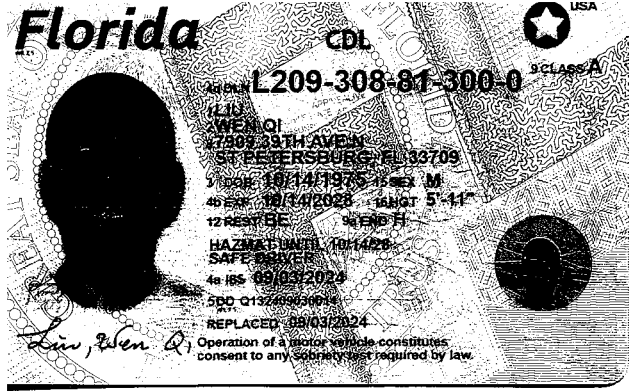 Florida
USA
CDL
9 CLASS A
4d DLN L209-308-81-300-0
1 LIU
2 WEN QI
8 7909 39TH AVE N
ST PETERSBURG, FL 33709
3 DOB 10/14/1975 15 SEX M
4b EXP 10/14/2028 16 HGT 5'-11"
12 REST BE 9a END H
HAZMAT UNTIL 10/14/28
SAFE DRIVER
4a ISS 09/03/2024
5 DD Q132409030014
REPLACED 09/03/2024
Liu, Wen Q,
Operation of a motor vehicle constitutes
consent to any sobriety test required by law.